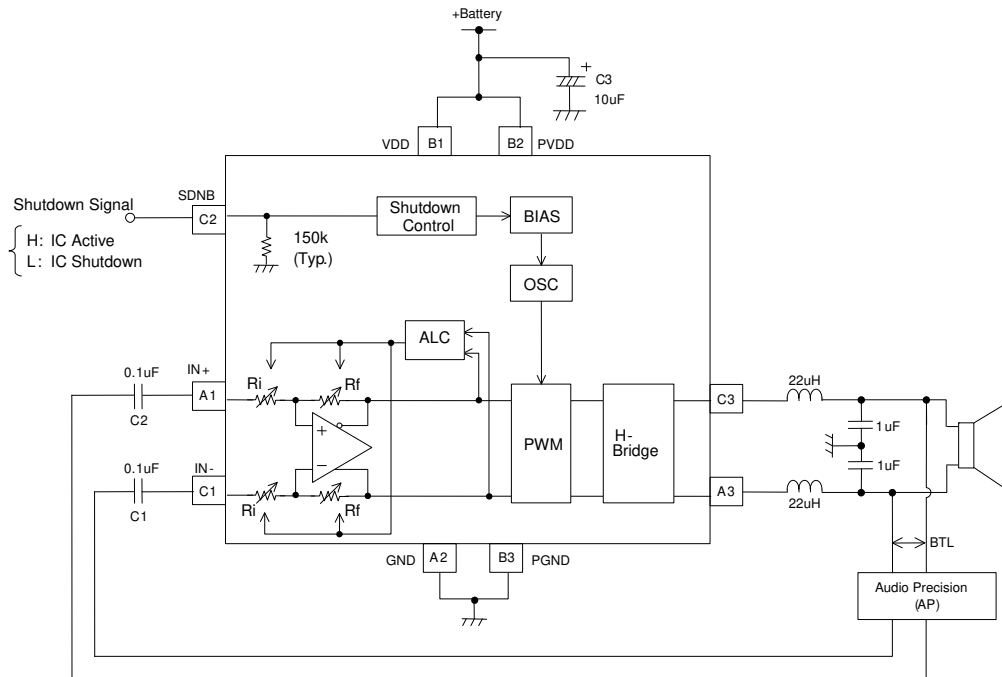 +Battery
+
C3
10uF
VDD
B1
B2
PVDD
SDNB
Shutdown Signal
C2
H: IC Active
L: IC Shutdown
150k
(Typ.)
Shutdown
Control
BIAS
OSC
ALC
0.1uF
IN+
A1
C2
Ri
Rf
+
−
PWM
H-
Bridge
C3
22uH
1uF
1uF
0.1uF
IN-
C1
C1
Ri
Rf
A3
22uH
GND
A2
B3
PGND
BTL
Audio Precision
(AP)